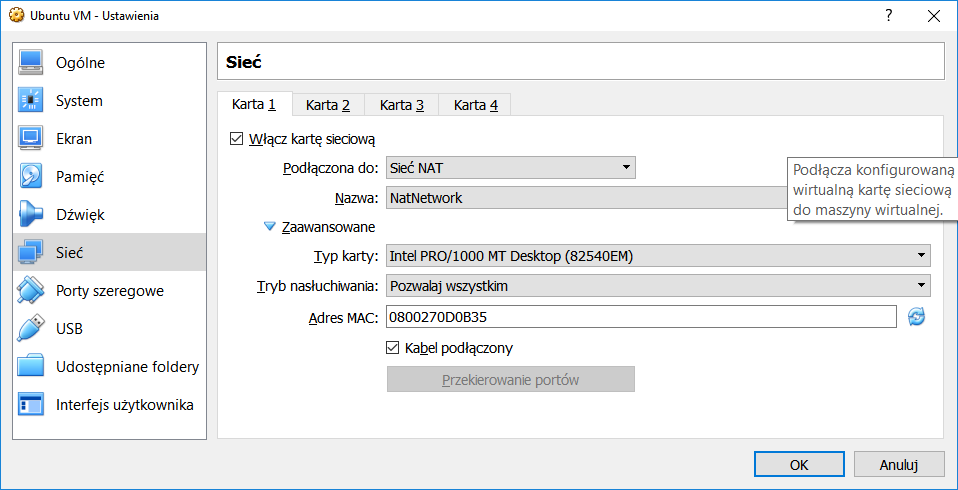 Ubuntu VM - Ustawienia
?
Ogólne
System
Ekran
Pamięć
Dźwięk
Sieć
Porty szeregowe
USB
Udostępniane foldery
Interfejs użytkownika
Sieć
Karta 1 Karta 2 Karta 3 Karta 4
Włącz kartę sieciową
Podłączona do: Sieć NAT
Nazwa: NatNetwork
Podłącza konfigurowaną
wirtualną kartę sieciową
do maszyny wirtualnej.
Zaawansowane
Typ karty: Intel PRO/1000 MT Desktop (82540EM)
Tryb nasłuchiwania: Pozwalaj wszystkim
Adres MAC: 0800270D0B35
Kabel podłączony
Przekierowanie portów
OK Anuluj